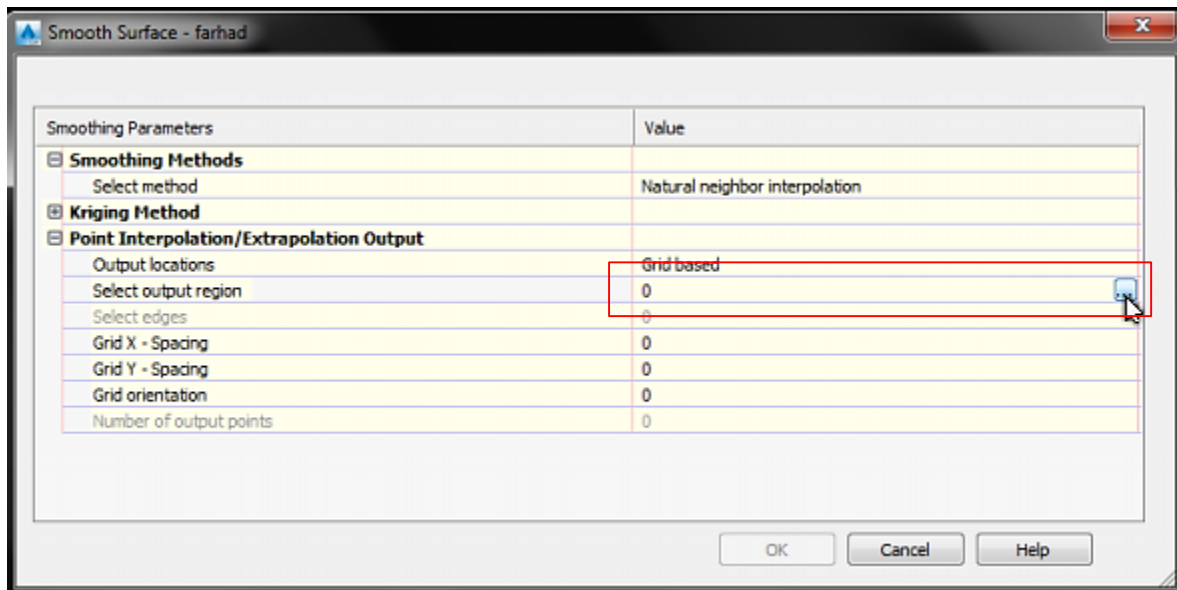 Smooth Surface - farhad
Smoothing Parameters Value
Smoothing Methods
Select method Natural neighbor interpolation
Kriging Method
Point Interpolation/Extrapolation Output
Output locations Grid based
Select output region 0 ...
Select edges 0
Grid X - Spacing 0
Grid Y - Spacing 0
Grid orientation 0
Number of output points 0
OK Cancel Help